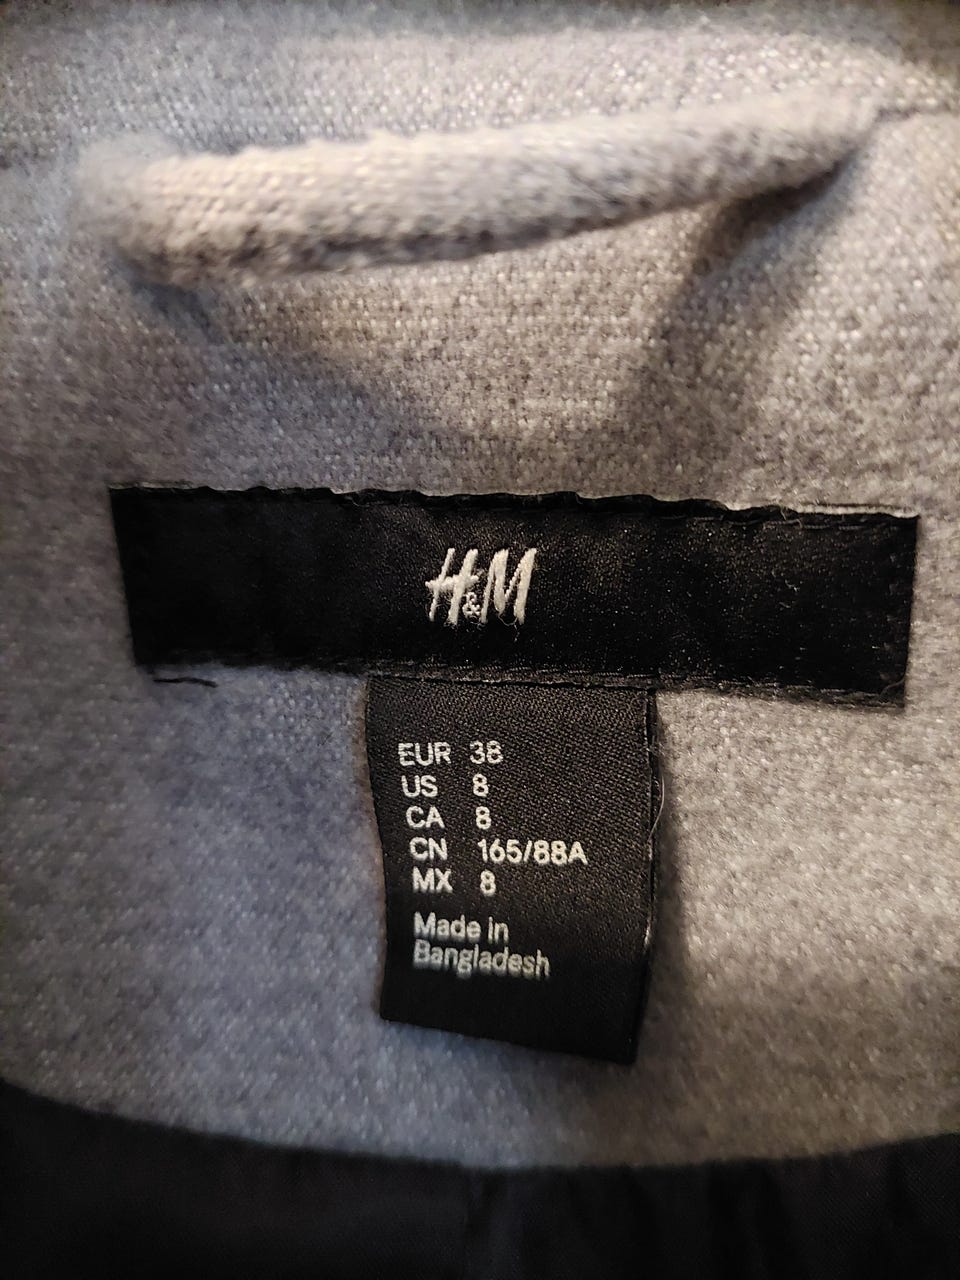 H&M
EUR 38
US 8
CA 8
CN 165/88A
MX 8
Made in
Bangladesh